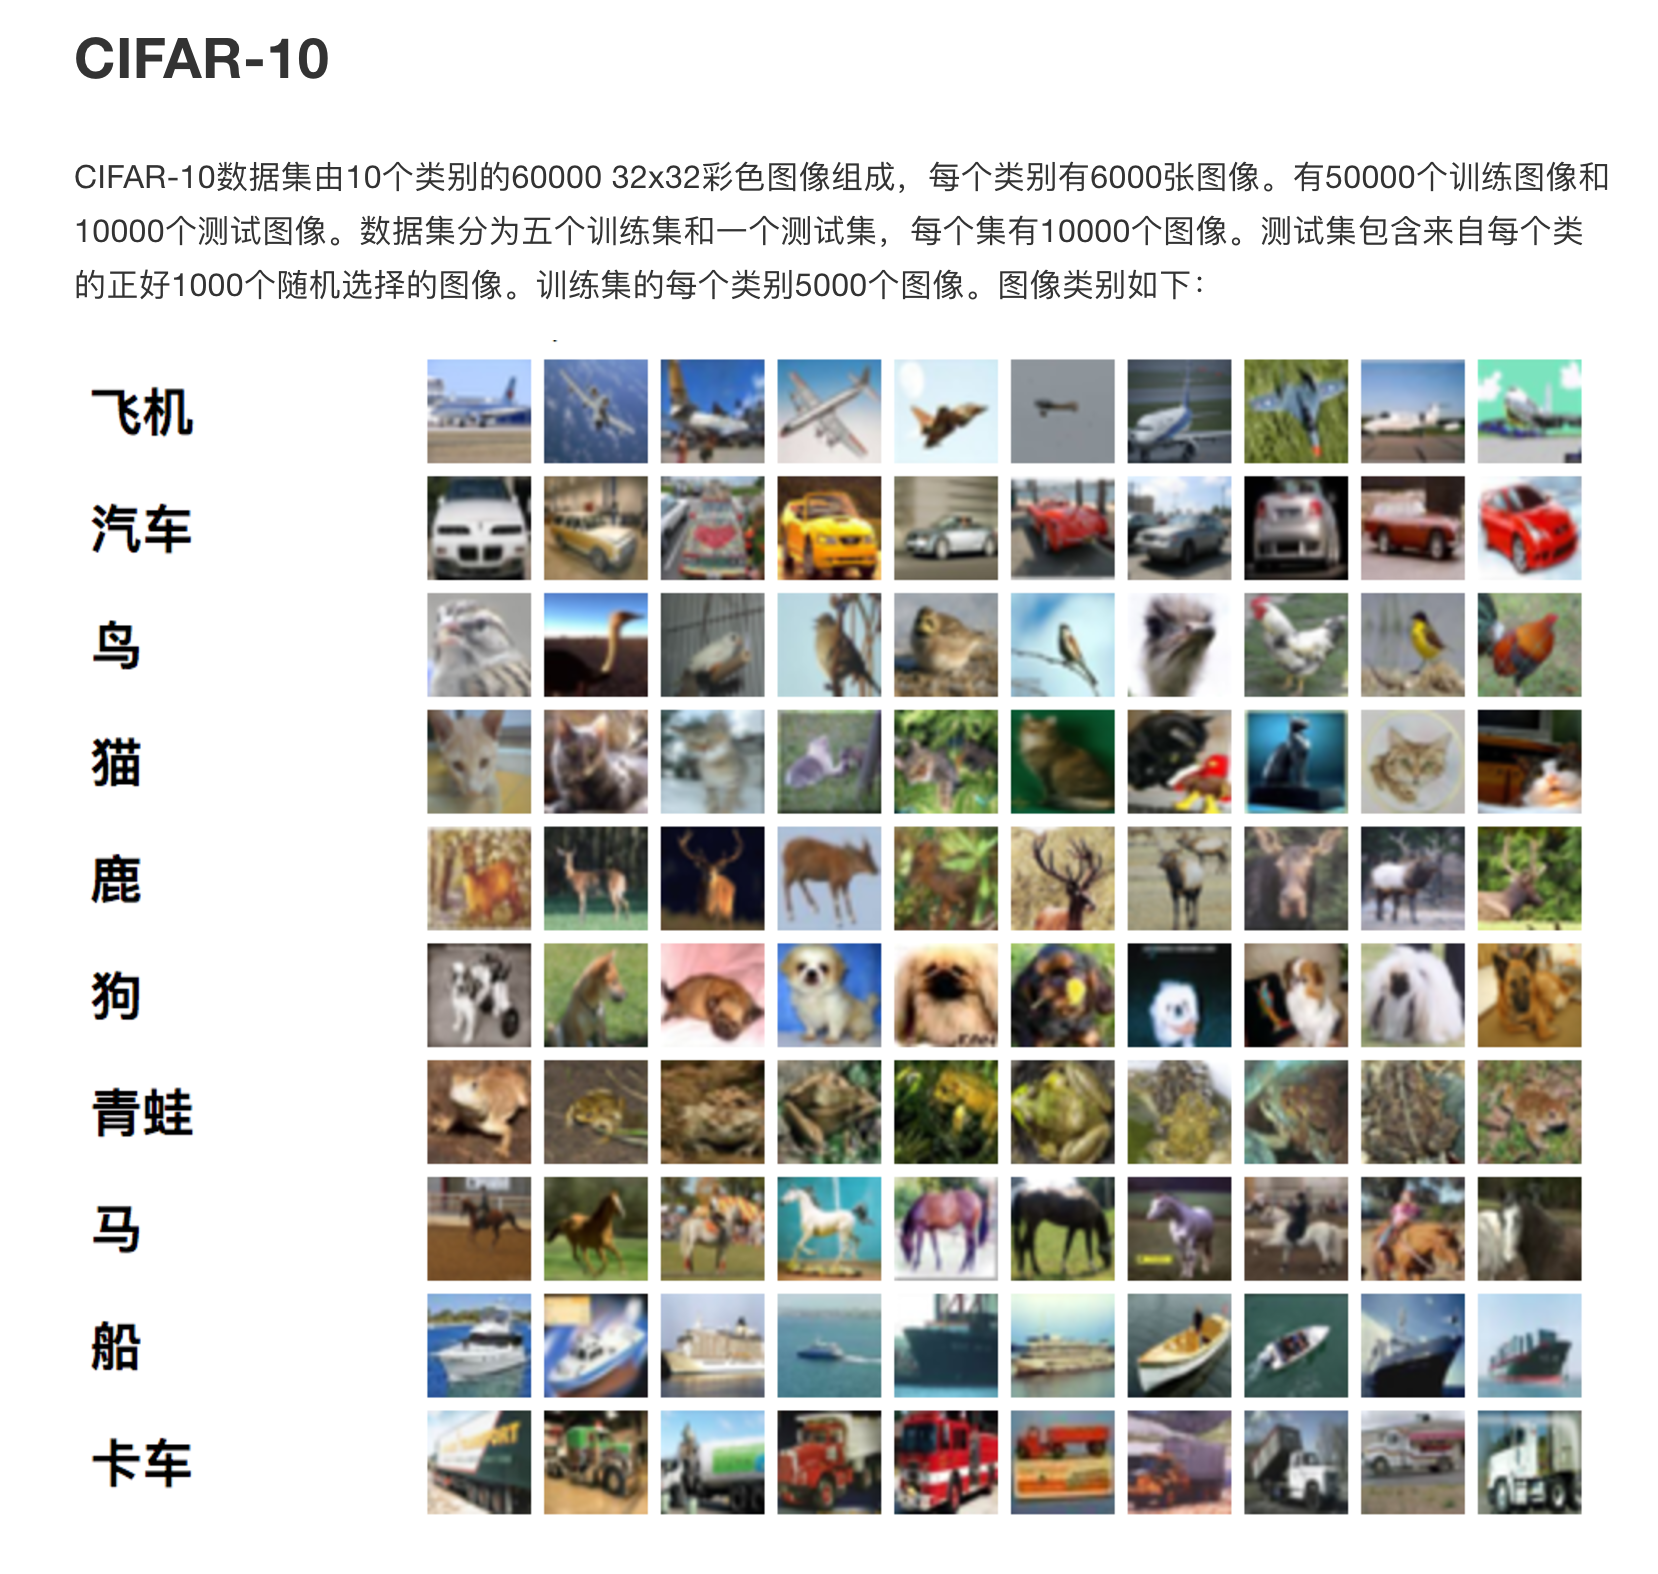 CIFAR-10
CIFAR-10数据集由10个类别的60000 32x32彩色图像组成，每个类别有6000张图像。有50000个训练图像和
10000个测试图像。数据集分为五个训练集和一个测试集，每个集有10000个图像。测试集包含来自每个类
的正好1000个随机选择的图像。训练集的每个类别5000个图像。图像类别如下：
飞机
汽车
鸟
猫
鹿
狗
青蛙
马
船
卡车